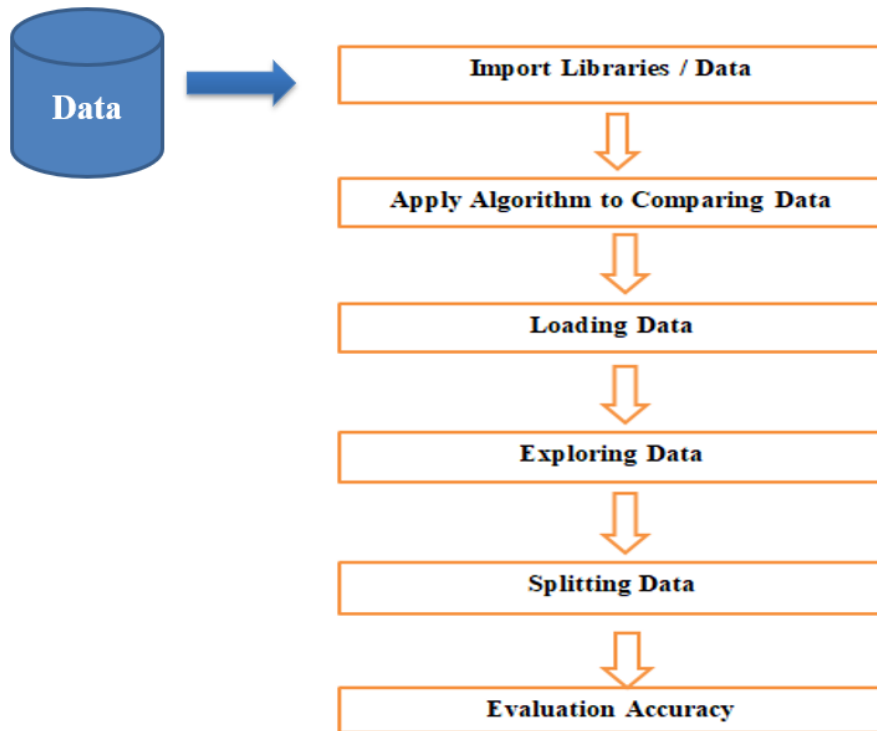 Data
Import Libraries / Data
Apply Algorithm to Comparing Data
Loading Data
Exploring Data
Splitting Data
Evaluation Accuracy